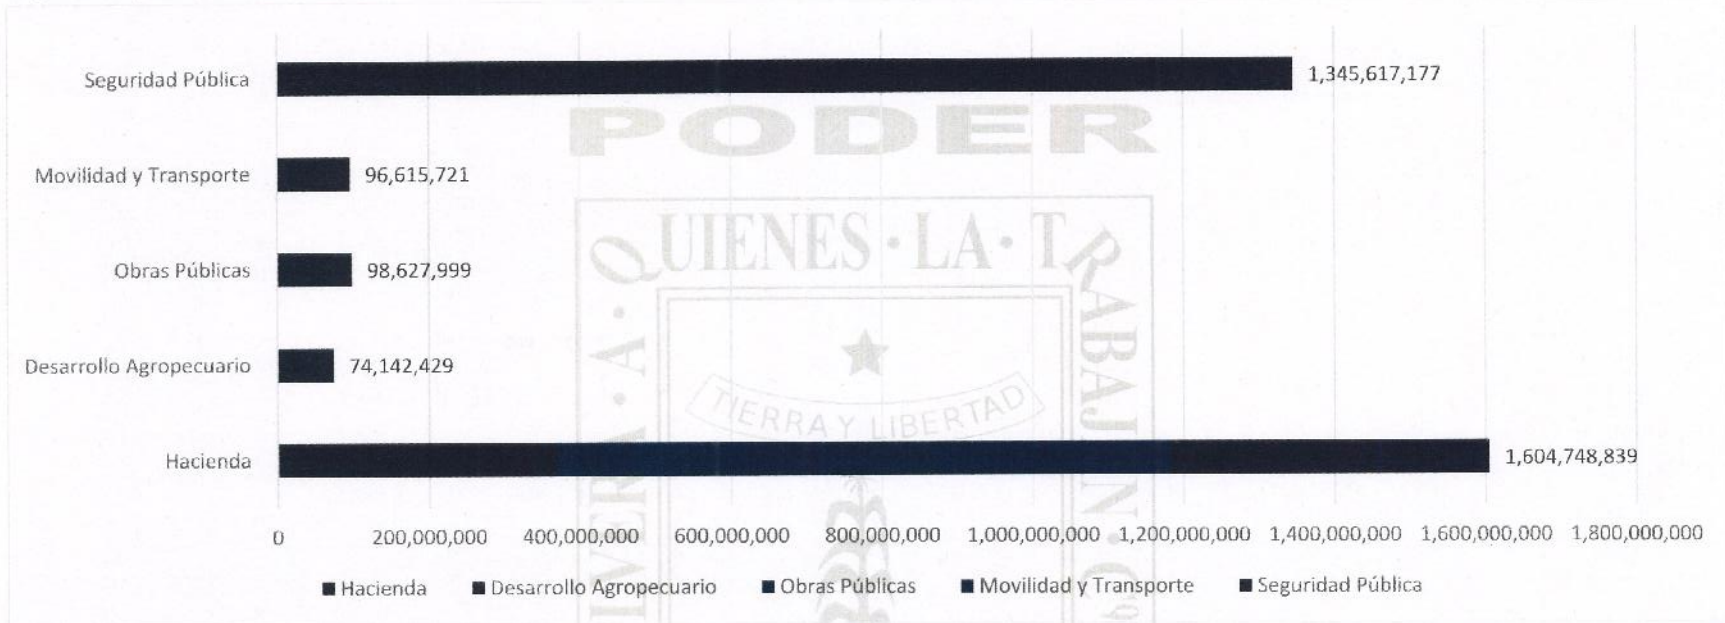 Seguridad Pública 1,345,617,177
PODER
Movilidad y Transporte 96,615,721
QUIENES · LA · TRABAJAN
Obras Públicas 98,627,999
Desarrollo Agropecuario 74,142,429
TIERRA Y LIBERTAD
Hacienda 1,604,748,839
0 200,000,000 400,000,000 600,000,000 800,000,000 1,000,000,000 1,200,000,000 1,400,000,000 1,600,000,000 1,800,000,000
Hacienda Desarrollo Agropecuario Obras Públicas Movilidad y Transporte Seguridad Pública